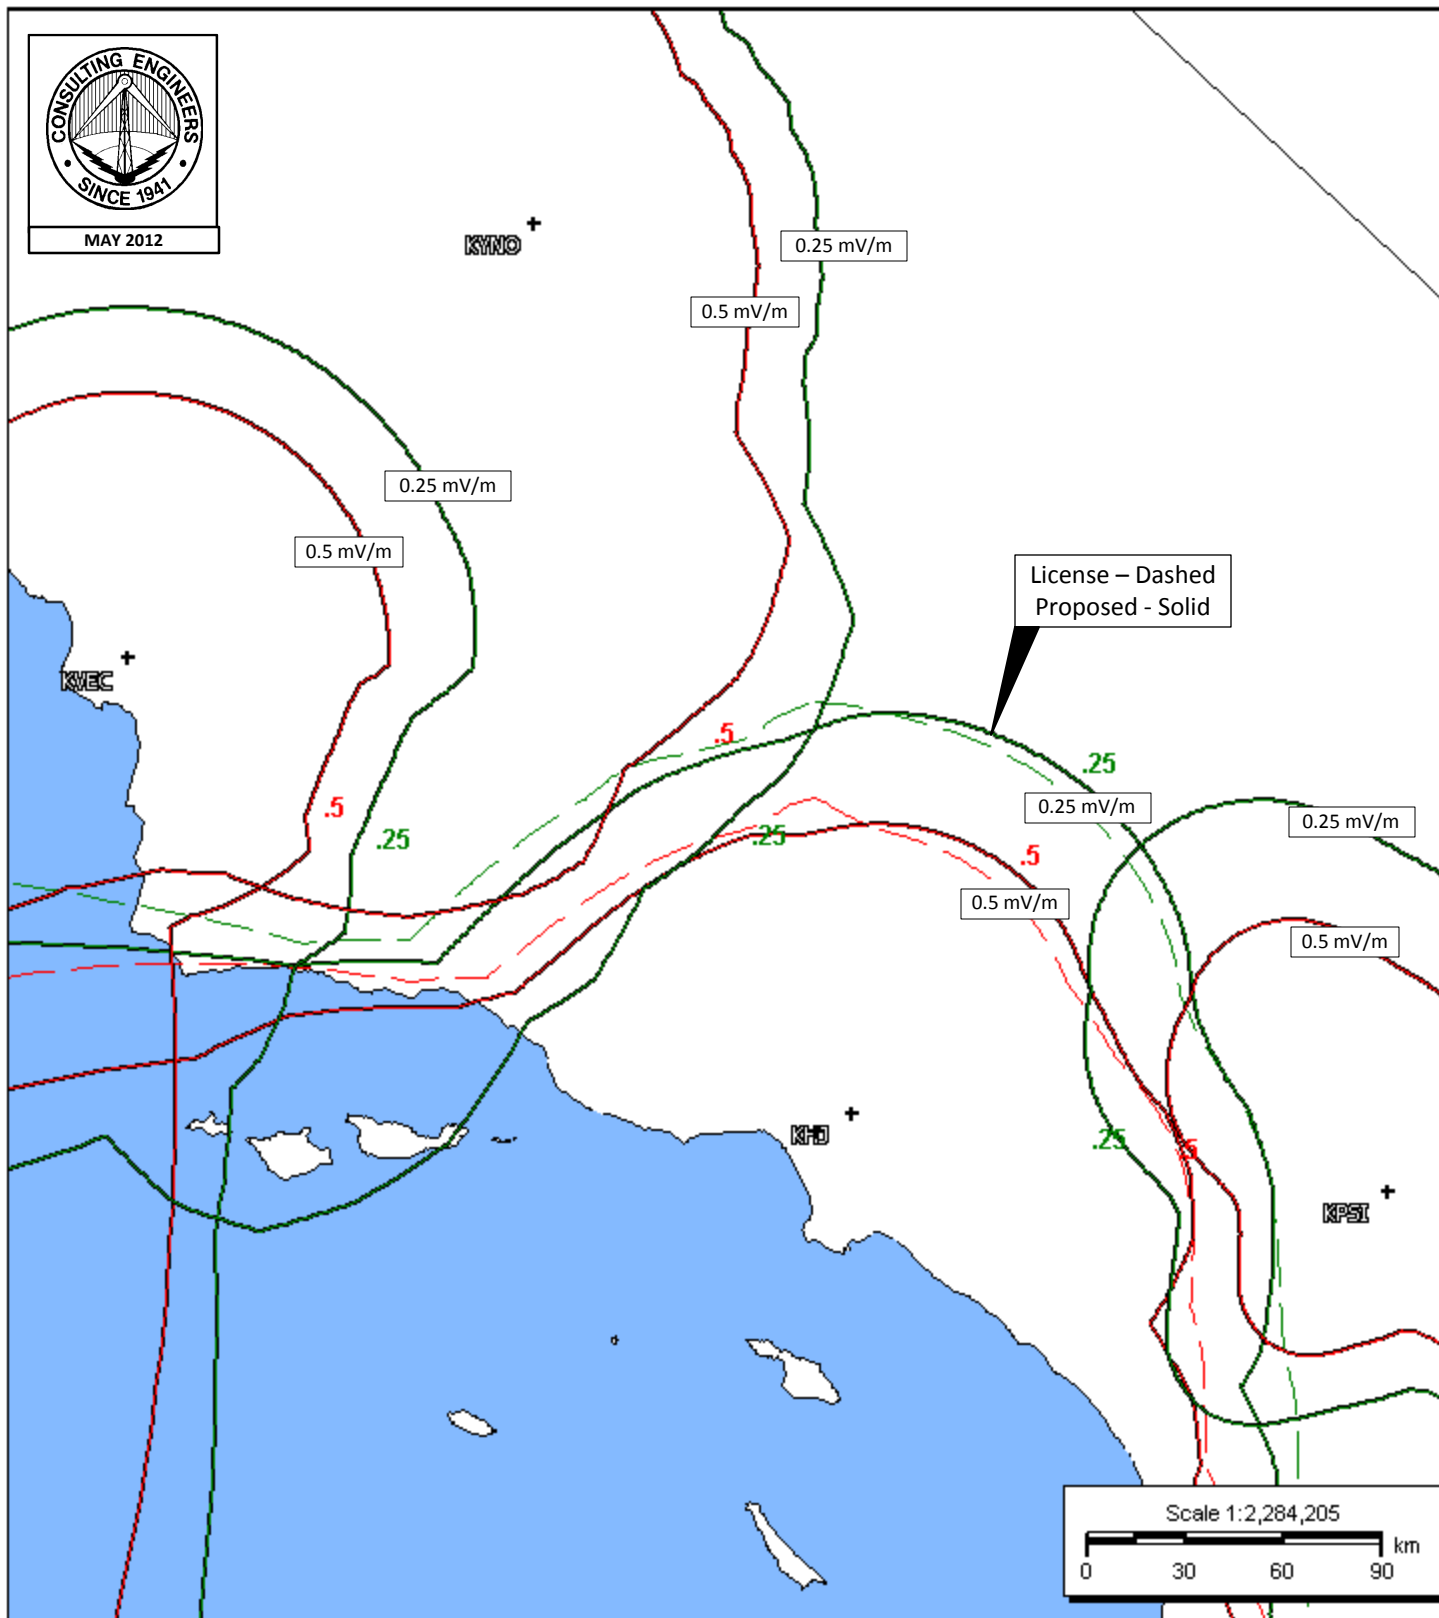 CONSULTING ENGINEERS
SINCE 1941
MAY 2012
KYNO
0.25 mV/m
0.5 mV/m
0.25 mV/m
0.5 mV/m
License – Dashed
Proposed - Solid
KVEC
.5
.25
.5
.25
.25
0.25 mV/m
0.25 mV/m
.5
0.5 mV/m
0.5 mV/m
.25
.5
KPSI
Scale 1:2,284,205
0 30 60 90 km